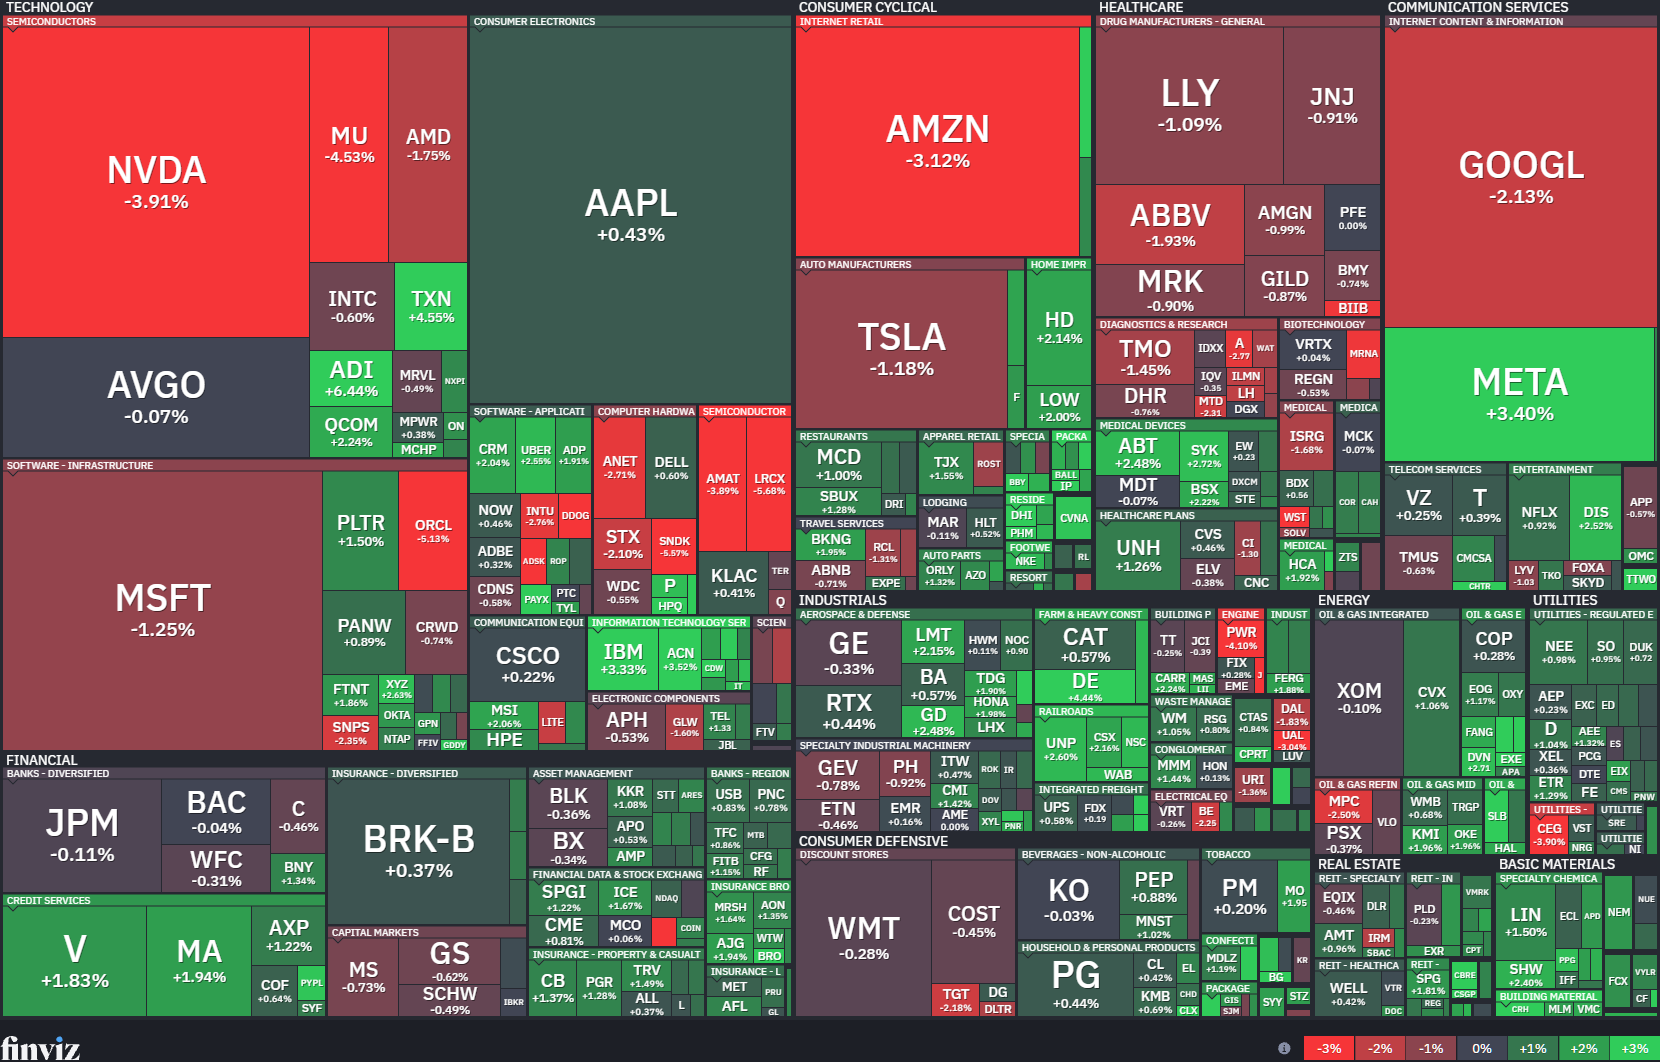 TECHNOLOGY
SEMICONDUCTORS
NVDA
-3.91%
MU
-4.53%
AMD
-1.75%
AVGO
-0.07%
INTC
-0.60%
TXN
+4.55%
ADI
+6.44%
MRVL
-0.49%
NXPI
QCOM
+2.24%
MPWR
+0.38%
ON
MCHP
CONSUMER ELECTRONICS
AAPL
+0.43%
SOFTWARE - INFRASTRUCTURE
MSFT
-1.25%
PLTR
+1.50%
ORCL
-5.13%
PANW
+0.89%
CRWD
-0.74%
FTNT
+1.86%
XYZ
+2.63%
SNPS
-2.35%
OKTA
GPN
NTAP
FFIV
GDDY
SOFTWARE - APPLICATI
CRM
+2.04%
UBER
+2.55%
ADP
+1.91%
NOW
+0.46%
INTU
-2.76%
DDOG
ADBE
+0.32%
ADSK
ROP
CDNS
-0.58%
PAYX
PTC
TYL
COMPUTER HARDWA
ANET
-2.71%
DELL
+0.60%
STX
-2.10%
SNDK
-5.57%
WDC
-0.55%
P
HPQ
SEMICONDUCTOR
AMAT
-3.89%
LRCX
-5.68%
KLAC
+0.41%
TER
Q
COMMUNICATION EQUI
CSCO
+0.22%
MSI
+2.06%
LITE
HPE
INFORMATION TECHNOLOGY SER
IBM
+3.33%
ACN
+3.52%
CDW
IT
SCIEN
FTV
ELECTRONIC COMPONENTS
APH
-0.53%
GLW
-1.60%
TEL
+1.33
JBL
CONSUMER CYCLICAL
INTERNET RETAIL
AMZN
-3.12%
AUTO MANUFACTURERS
TSLA
-1.18%
F
HOME IMPR
HD
+2.14%
LOW
+2.00%
RESTAURANTS
MCD
+1.00%
SBUX
+1.28%
DRI
APPAREL RETAIL
TJX
+1.55%
ROST
SPECIA
BBY
PACKA
BALL
IP
TRAVEL SERVICES
BKNG
+1.95%
RCL
-1.31%
ABNB
-0.71%
EXPE
LODGING
MAR
-0.11%
HLT
+0.52%
RESIDE
DHI
PHM
CVNA
AUTO PARTS
ORLY
+1.32%
AZO
FOOTWE
NKE
RL
RESORT
HEALTHCARE
DRUG MANUFACTURERS - GENERAL
LLY
-1.09%
JNJ
-0.91%
ABBV
-1.93%
AMGN
-0.99%
PFE
0.00%
MRK
-0.90%
GILD
-0.87%
BMY
-0.74%
BIIB
DIAGNOSTICS & RESEARCH
TMO
-1.45%
IDXX
A
-2.77
WAT
DHR
-0.76%
IQV
-0.35
ILMN
MTD
-2.31
LH
DGX
BIOTECHNOLOGY
VRTX
+0.04%
MRNA
REGN
-0.53%
MEDICAL DEVICES
ABT
+2.48%
SYK
+2.72%
EW
+0.23
MDT
-0.07%
BSX
+2.22%
DXCM
STE
MEDICAL
ISRG
-1.68%
BDX
+0.56
WST
SOLV
MEDICA
MCK
-0.07%
COR
CAH
HEALTHCARE PLANS
UNH
+1.26%
CVS
+0.46%
CI
-1.30
ELV
-0.38%
CNC
MEDICAL
HCA
+1.92%
ZTS
COMMUNICATION SERVICES
INTERNET CONTENT & INFORMATION
GOOGL
-2.13%
META
+3.40%
TELECOM SERVICES
VZ
+0.25%
T
+0.39%
TMUS
-0.63%
CMCSA
CHTR
ENTERTAINMENT
NFLX
+0.92%
DIS
+2.52%
LYV
-1.03
TKO
FOXA
SKYD
APP
-0.57%
OMC
TTWO
FINANCIAL
BANKS - DIVERSIFIED
JPM
-0.11%
BAC
-0.04%
C
-0.46%
WFC
-0.31%
BNY
+1.34%
CREDIT SERVICES
V
+1.83%
MA
+1.94%
AXP
+1.22%
COF
+0.64%
PYPL
SYF
INSURANCE - DIVERSIFIED
BRK-B
+0.37%
CAPITAL MARKETS
MS
-0.73%
GS
-0.62%
SCHW
-0.49%
IBKR
ASSET MANAGEMENT
BLK
-0.36%
KKR
+1.08%
STT
ARES
BX
-0.34%
APO
+0.53%
AMP
FINANCIAL DATA & STOCK EXCHANG
SPGI
+1.22%
ICE
+1.67%
NDAQ
CME
+0.81%
MCO
+0.06%
COIN
INSURANCE - PROPERTY & CASUALT
CB
+1.37%
PGR
+1.28%
TRV
+1.49%
ALL
+0.37%
L
BANKS - REGION
USB
+0.83%
PNC
+0.78%
TFC
+0.86%
MTB
FITB
+1.15%
CFG
RF
INSURANCE BRO
MRSH
+1.64%
AON
+1.35%
AJG
+1.94%
WTW
BRO
INSURANCE - L
MET
PRU
AFL
GL
INDUSTRIALS
AEROSPACE & DEFENSE
GE
-0.33%
LMT
+2.15%
HWM
+0.11%
NOC
+0.90
RTX
+0.44%
BA
+0.57%
TDG
+1.90%
GD
+2.48%
HONA
+1.98%
LHX
SPECIALTY INDUSTRIAL MACHINERY
GEV
-0.78%
PH
-0.92%
ITW
+0.47%
ROK
IR
ETN
-0.46%
EMR
+0.16%
CMI
+1.42%
DOV
AME
0.00%
XYL
PNR
FARM & HEAVY CONST
CAT
+0.57%
DE
+4.44%
RAILROADS
UNP
+2.60%
CSX
+2.16%
NSC
WAB
INTEGRATED FREIGHT
UPS
+0.58%
FDX
+0.19
BUILDING P
TT
-0.25%
JCI
-0.39
CARR
+2.24%
MAS
LII
ENGINE
PWR
-4.10%
FIX
+0.28%
J
EME
INDUST
FERG
+1.88%
WASTE MANAGE
WM
+1.05%
RSG
+0.80%
CTAS
+0.84%
CPRT
DAL
-1.83%
UAL
-3.04%
LUV
CONGLOMERAT
MMM
+1.44%
HON
+0.13%
URI
-1.36%
ELECTRICAL EQ
VRT
-0.26%
BE
-2.25
CONSUMER DEFENSIVE
DISCOUNT STORES
WMT
-0.28%
COST
-0.45%
TGT
-2.18%
DG
DLTR
BEVERAGES - NON-ALCOHOLIC
KO
-0.03%
PEP
+0.88%
MNST
+1.02%
TOBACCO
PM
+0.20%
MO
+1.95
HOUSEHOLD & PERSONAL PRODUCTS
PG
+0.44%
CL
+0.42%
EL
KMB
+0.69%
CHD
CLX
CONFECTI
MDLZ
+1.19%
BG
KR
PACKAGE
GIS
SJM
SYY
STZ
ENERGY
OIL & GAS INTEGRATED
XOM
-0.10%
CVX
+1.06%
OIL & GAS E
COP
+0.28%
EOG
+1.17%
OXY
FANG
DVN
+2.71
EXE
APA
OIL & GAS REFIN
MPC
-2.50%
VLO
PSX
-0.37%
OIL & GAS MID
WMB
+0.68%
TRGP
KMI
+1.96%
OKE
+1.96%
OIL &
SLB
HAL
UTILITIES
UTILITIES - REGULATED E
NEE
+0.98%
SO
+0.95%
DUK
+0.72
AEP
+0.23%
EXC
ED
D
+1.04%
AEE
+1.32%
ES
XEL
+0.36%
PCG
ETR
+1.29%
DTE
EIX
FE
CMS
PNW
UTILITIES -
CEG
-3.90%
VST
NRG
UTILITIE
SRE
UTILITIE
NI
REAL ESTATE
REIT - SPECIALTY
EQIX
-0.46%
DLR
AMT
+0.96%
IRM
SBAC
REIT - IN
PLD
-0.23%
EXR
VMRK
CPT
REIT - HEALTHCA
WELL
+0.42%
VTR
DOC
REIT -
SPG
+1.81%
REG
CBRE
CSGP
BASIC MATERIALS
SPECIALTY CHEMICA
LIN
+1.50%
ECL
APD
SHW
+2.40%
PPG
IFF
NEM
NUE
BUILDING MATERIAL
CRH
MLM
VMC
FCX
VYLR
CF
finviz
-3%
-2%
-1%
0%
+1%
+2%
+3%